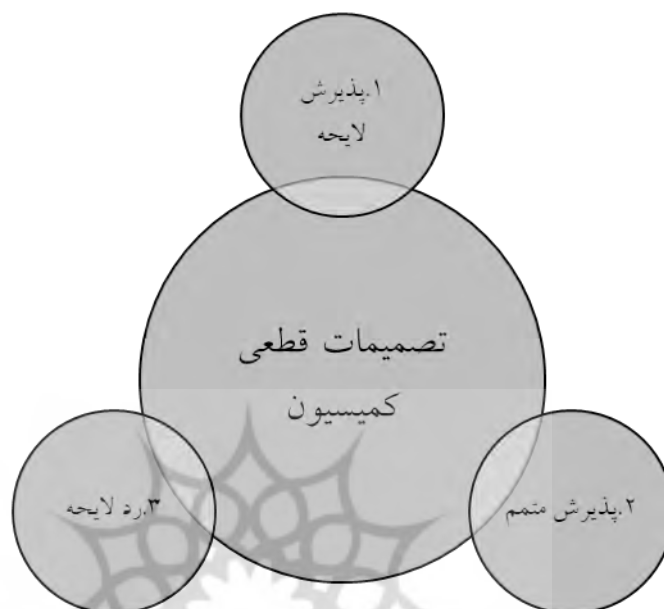 ۱.پذیرش
لایحه
تصمیمات قطعی
کمیسیون
۲.پذیرش متمم
۳.رد لایحه